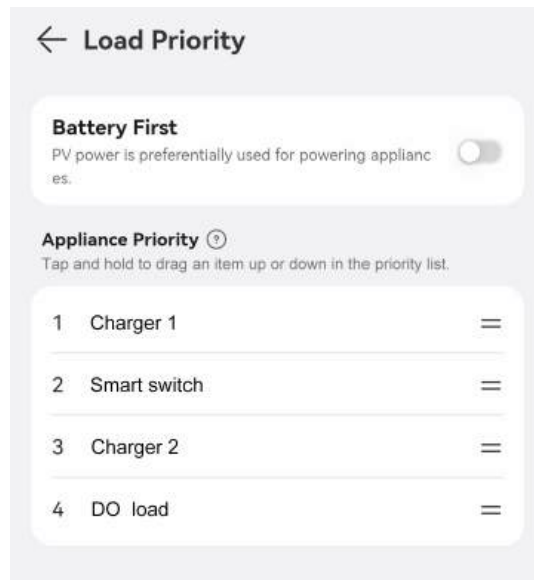 Load Priority
Battery First
PV power is preferentially used for powering applianc
es.
Appliance Priority ?
Tap and hold to drag an item up or down in the priority list.
1 Charger 1
2 Smart switch
3 Charger 2
4 DO load